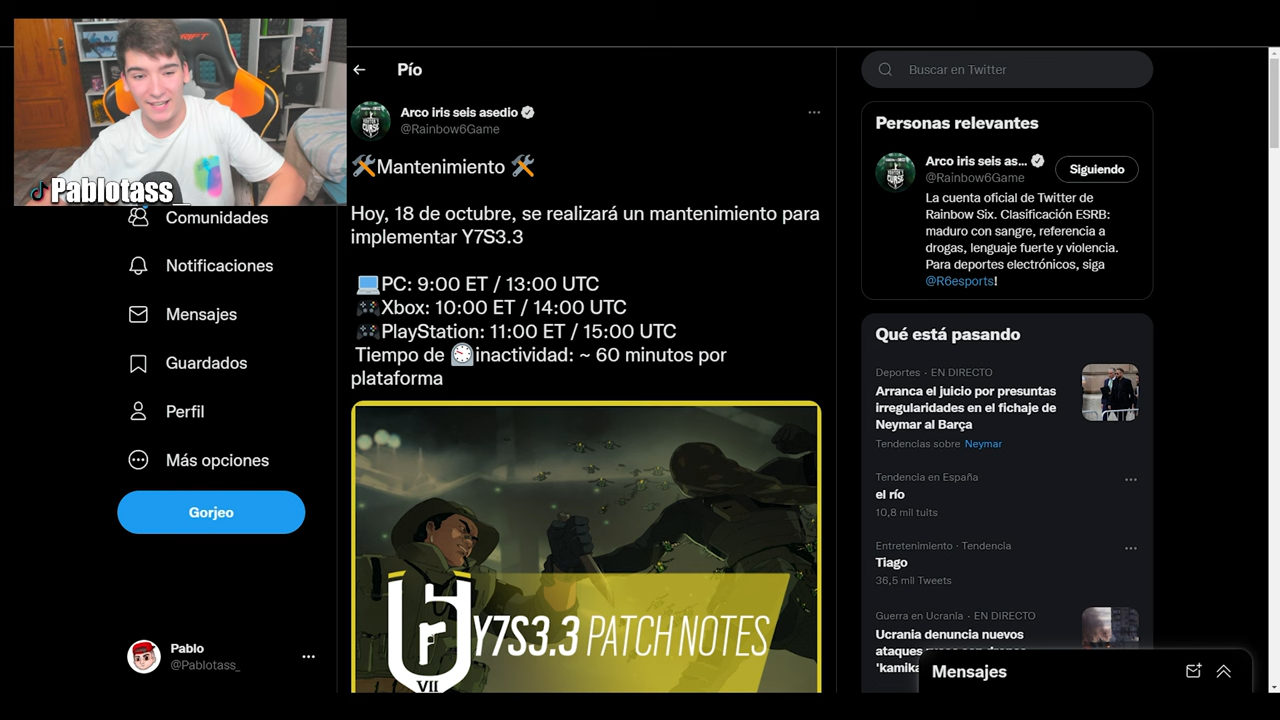 Pablotass_
Comunidades
Notificaciones
Mensajes
Guardados
Perfil
Más opciones
Gorjeo
Pablo
@Pablotass_
Pío
Arco iris seis asedio
@Rainbow6Game
Mantenimiento
Hoy, 18 de octubre, se realizará un mantenimiento para
implementar Y7S3.3
PC: 9:00 ET / 13:00 UTC
Xbox: 10:00 ET / 14:00 UTC
PlayStation: 11:00 ET / 15:00 UTC
Tiempo de inactividad: ~ 60 minutos por
plataforma
Y7S3.3 PATCH NOTES
VII
Buscar en Twitter
Personas relevantes
Arco iris seis as...
@Rainbow6Game
Siguiendo
La cuenta oficial de Twitter de
Rainbow Six. Clasificación ESRB:
maduro con sangre, referencia a
drogas, lenguaje fuerte y violencia.
Para deportes electrónicos, siga
@R6esports!
Qué está pasando
Deportes · EN DIRECTO
Arranca el juicio por presuntas
irregularidades en el fichaje de
Neymar al Barça
Tendencias sobre Neymar
Tendencia en España
el río
10,8 mil tuits
Entretenimiento · Tendencia
Tiago
36,5 mil Tweets
Guerra en Ucrania · EN DIRECTO
Ucrania denuncia nuevos
ataques
'kamika
Mensajes